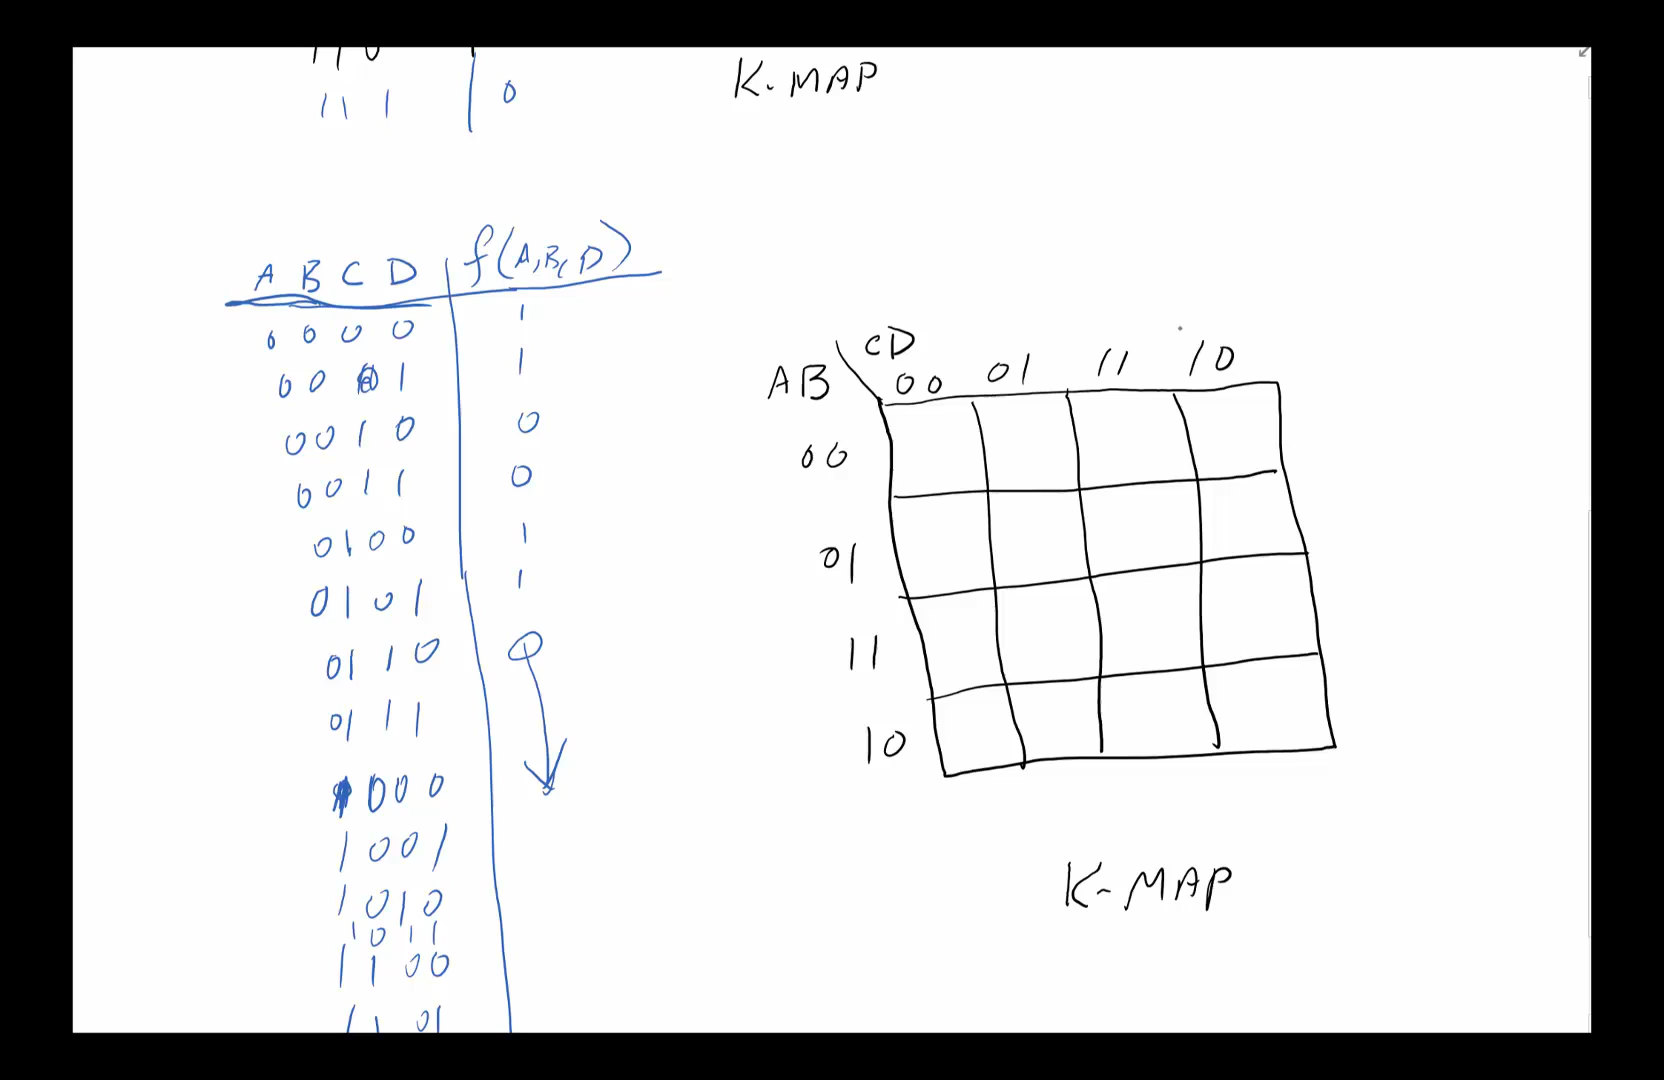 111 0
K-MAP
A B C D f(A,B,C,D)
0 0 0 0 1
0 0 0 1 1
0 0 1 0 0
0 0 1 1 0
0 1 0 0 1
0 1 0 1 1
0 1 1 0 0
0 1 1 1
1 0 0 0
1 0 0 1
1 0 1 0
1 0 1 1
1 1 0 0
1 1 0 1
CD
AB 00 01 11 10
00
01
11
10
K-MAP